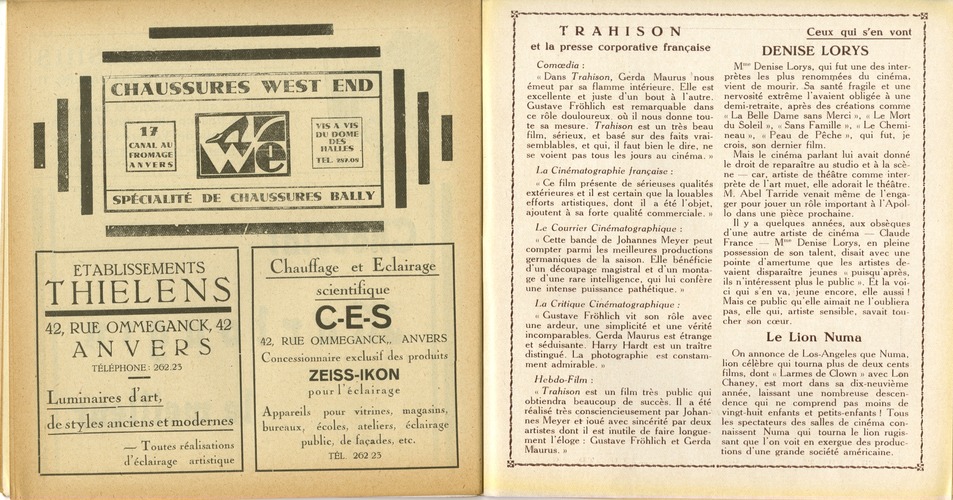 CHAUSSURES WEST END
17
CANAL AU
FROMAGE
ANVERS
We
VIS A VIS
DU DOME
DES
HALLES
TEL. 287.09
SPÉCIALITÉ DE CHAUSSURES BALLY
ETABLISSEMENTS
THIELENS
42, RUE OMMEGANCK, 42
ANVERS
TÉLÉPHONE: 262.23
Luminaires d'art,
de styles anciens et modernes
— Toutes réalisations
d'éclairage artistique
Chauffage et Eclairage
scientifique
C-E-S
42, RUE OMMEGANCK,, ANVERS
Concessionnaire exclusif des produits
ZEISS-IKON
pour l'éclairage
Appareils pour vitrines, magasins,
bureaux, écoles, ateliers, éclairage
public, de façades, etc.
TÉL. 262 23
TRAHISON
et la presse corporative française
Comœdia :
« Dans Trahison, Gerda Maurus nous
émeut par sa flamme intérieure. Elle est
excellente et juste d'un bout à l'autre.
Gustave Fröhlich est remarquable dans
ce rôle douloureux où il nous donne tou-
te sa mesure. Trahison est un très beau
film, sérieux, et basé sur des faits vrai-
semblables, et qui, il faut bien le dire, ne
se voient pas tous les jours au cinéma. »
La Cinématographie française :
« Ce film présente de sérieuses qualités
extérieures et il est certain que la louables
efforts artistiques, dont il a été l'objet,
ajoutent à sa forte qualité commerciale. »
Le Courrier Cinématographique :
« Cette bande de Johannes Meyer peut
compter parmi les meilleures productions
germaniques de la saison. Elle bénéficie
d'un découpage magistral et d'un monta-
ge d'une rare intelligence, qui lui confère
une intense puissance pathétique. »
La Critique Cinématographique :
« Gustave Fröhlich vit son rôle avec
une ardeur, une simplicité et une vérité
incomparables. Gerda Maurus est étrange
et séduisante. Harry Hardt est un traître
distingué. La photographie est constam-
ment admirable. »
Hebdo-Film :
« Trahison est un film très public qui
obtiendra beaucoup de succès. Il a été
réalisé très consciencieusement par Johan-
nes Meyer et joué avec sincérité par deux
artistes dont il est inutile de faire longue-
ment l'éloge : Gustave Fröhlich et Gerda
Maurus. »
Ceux qui s'en vont
DENISE LORYS
Mme Denise Lorys, qui fut une des inter-
prètes les plus renommées du cinéma,
vient de mourir. Sa santé fragile et une
nervosité extrême l'avaient obligée à une
demi-retraite, après des créations comme
« La Belle Dame sans Merci », « Le Mort
du Soleil », « Sans Famille », « Le Chemi-
neau », « Peau de Pêche », qui fut, je
crois, son dernier film.
Mais le cinéma parlant lui avait donné
le droit de reparaître au studio et à la scè-
ne — car, artiste de théâtre comme inter-
prète de l'art muet, elle adorait le théâtre.
M. Abel Tarride venait même de l'enga-
ger pour jouer un rôle important à l'Apol-
lo dans une pièce prochaine.
Il y a quelques années, aux obsèques
d'une autre artiste de cinéma — Claude
France — Mme Denise Lorys, en pleine
possession de son talent, disait avec une
pointe d'amertume que les artistes de-
vaient disparaître jeunes « puisqu'après,
ils n'intéressent plus le public ». Et la voi-
ci qui s'en va, jeune encore, elle aussi !
Mais ce public qu'elle aimait ne l'oubliera
pas, elle qui, artiste sensible, savait tou-
cher son cœur.
Le Lion Numa
On annonce de Los-Angeles que Numa,
lion célèbre qui tourna plus de deux cents
films, dont « Larmes de Clown » avec Lon
Chaney, est mort dans sa dix-neuvième
année, laissant une nombreuse descen-
dence qui ne comprend pas moins de
vingt-huit enfants et petits-enfants ! Tous
les spectateurs des salles de cinéma con-
naissent Numa qui tourna le lion rugis-
sant que l'on voit en exergue des produc-
tions d'une grande société américaine.